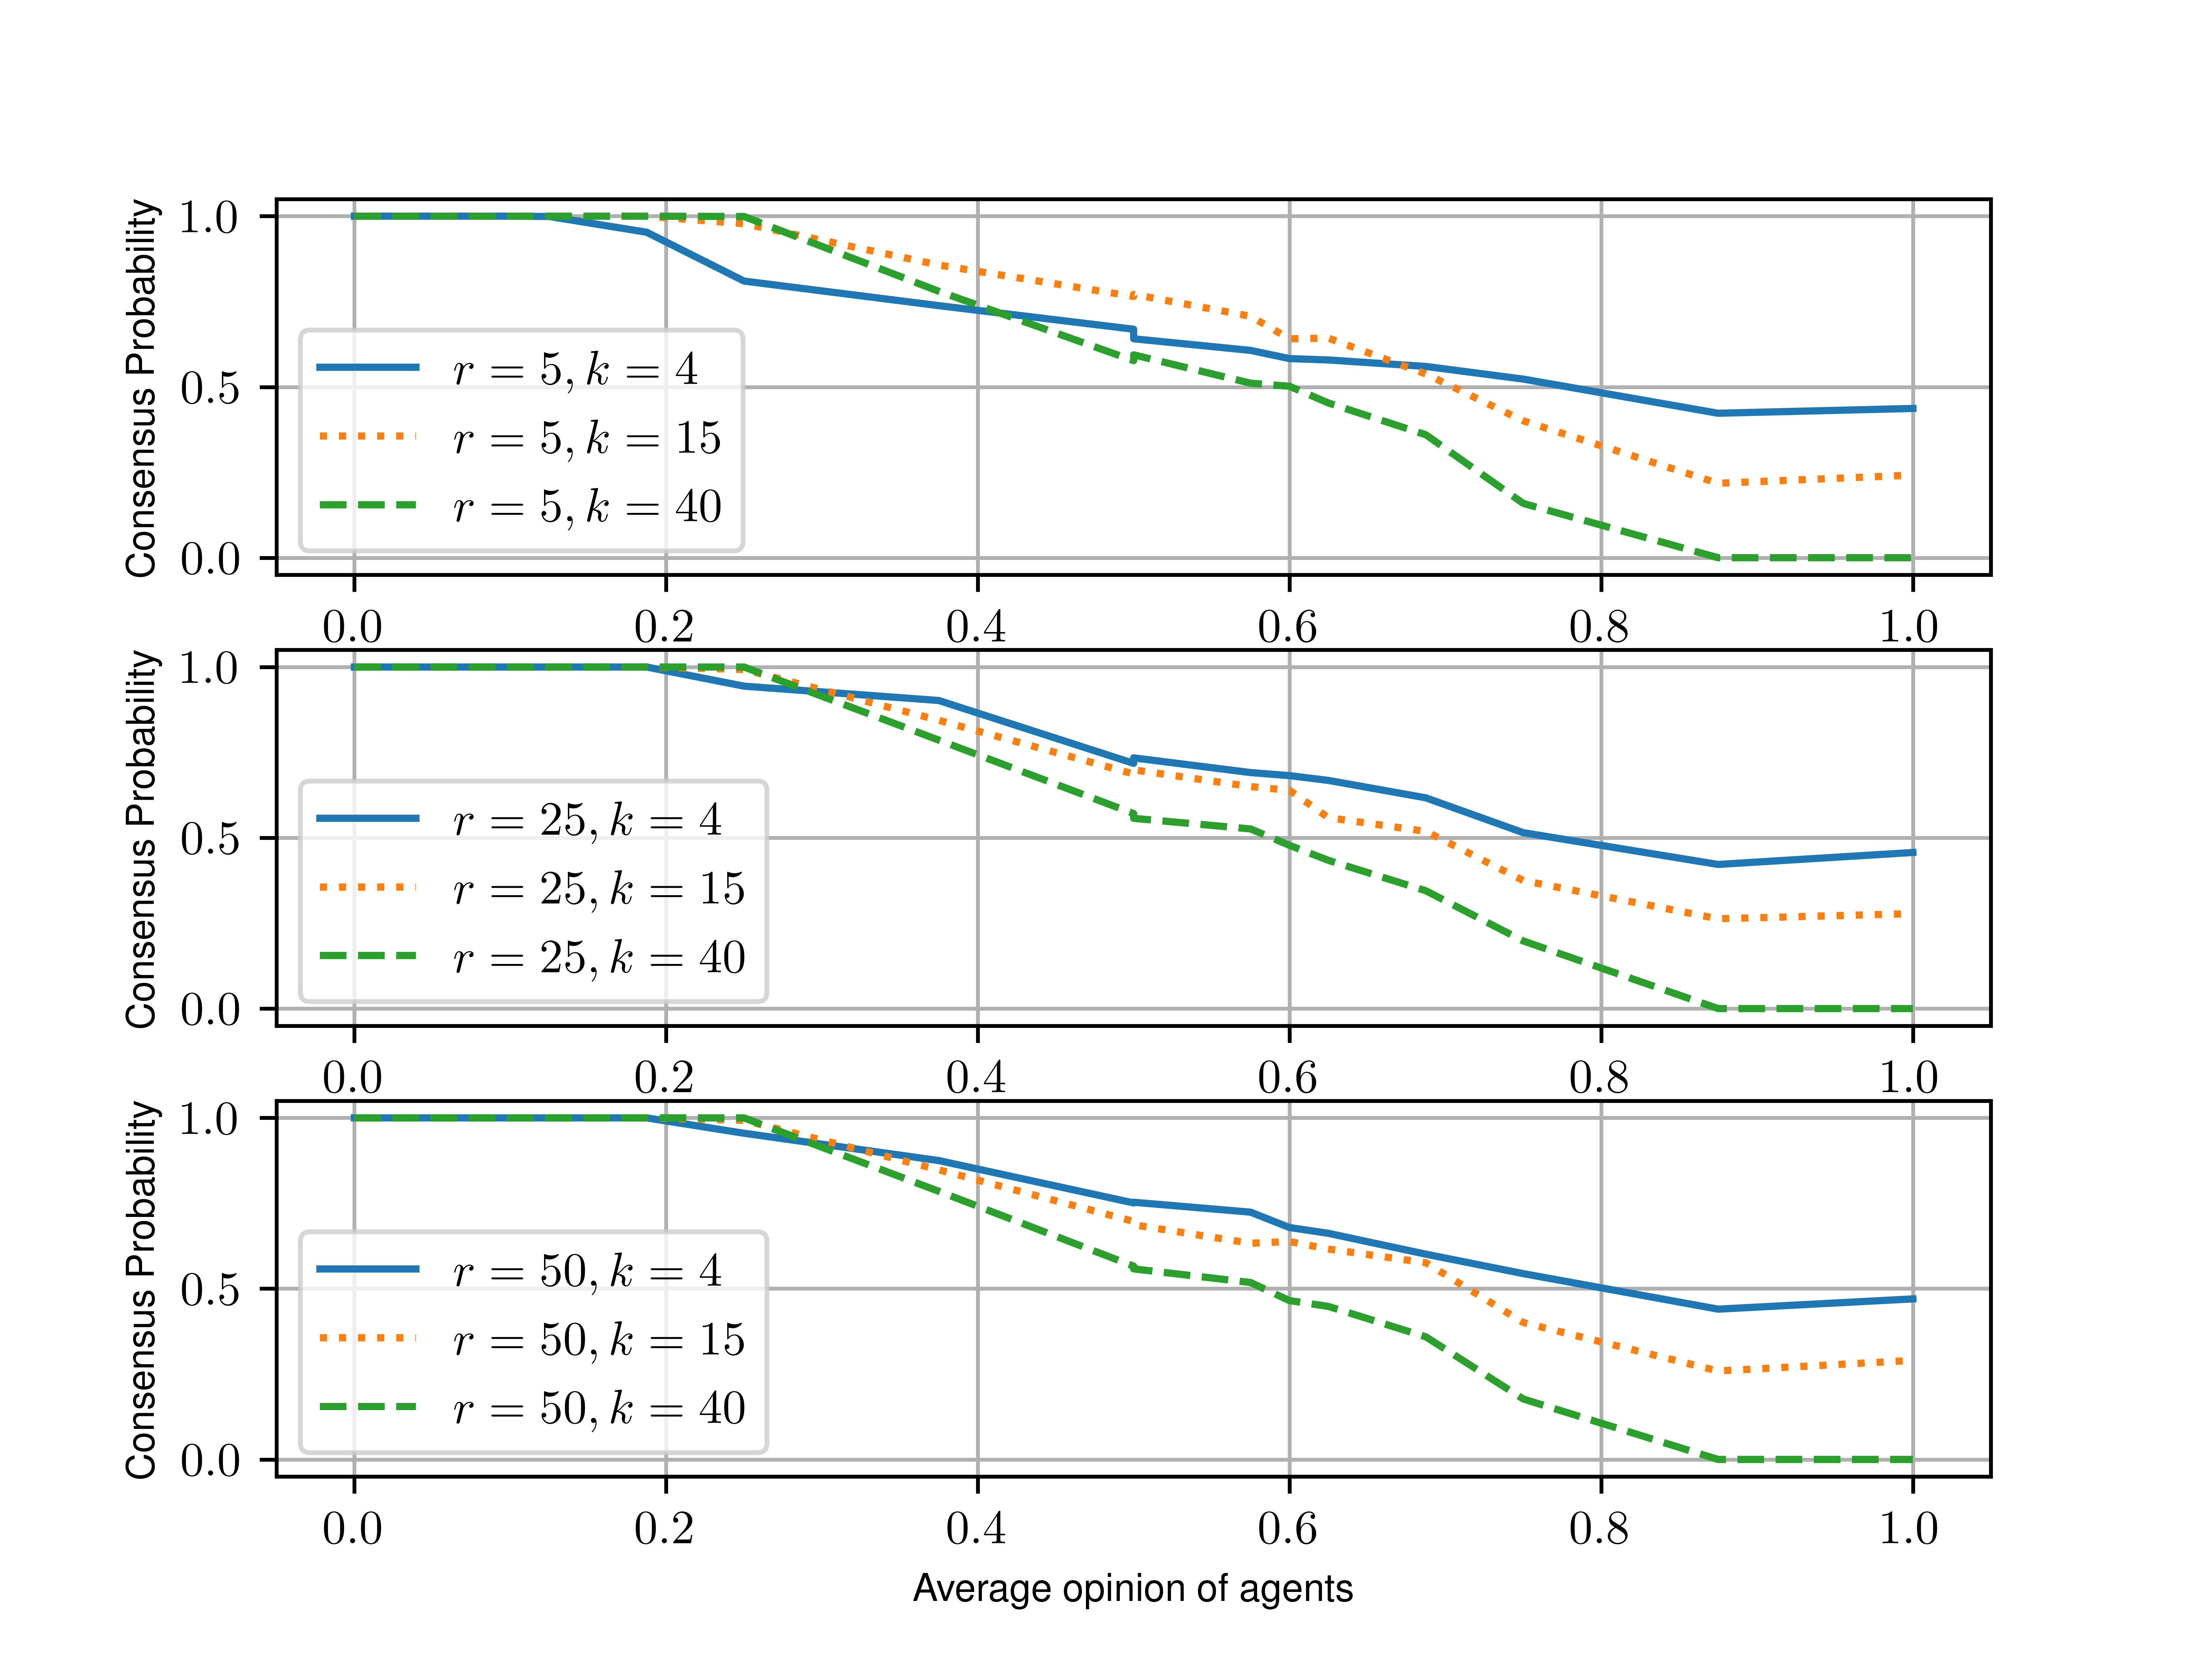 Consensus Probability
1.0
0.5
0.0
r = 5, k = 4
r = 5, k = 15
r = 5, k = 40
0.0 0.2 0.4 0.6 0.8 1.0
Consensus Probability
1.0
0.5
0.0
r = 25, k = 4
r = 25, k = 15
r = 25, k = 40
0.0 0.2 0.4 0.6 0.8 1.0
Consensus Probability
1.0
0.5
0.0
r = 50, k = 4
r = 50, k = 15
r = 50, k = 40
0.0 0.2 0.4 0.6 0.8 1.0
Average opinion of agents